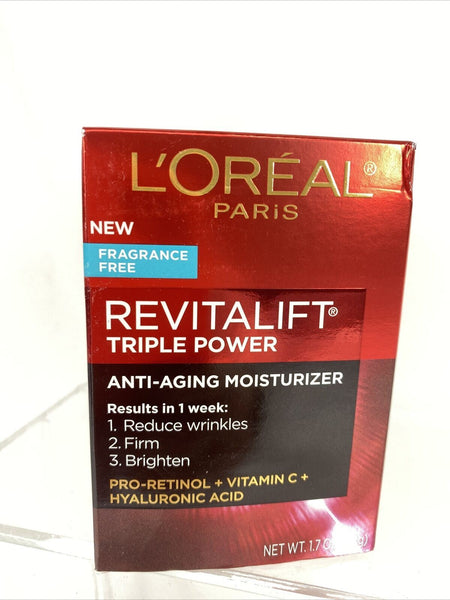 L'ORÉAL®
PARiS
NEW
FRAGRANCE
FREE
REVITALIFT®
TRIPLE POWER
ANTI-AGING MOISTURIZER
Results in 1 week:
1. Reduce wrinkles
2. Firm
3. Brighten
PRO-RETINOL + VITAMIN C +
HYALURONIC ACID
NET WT. 1.7